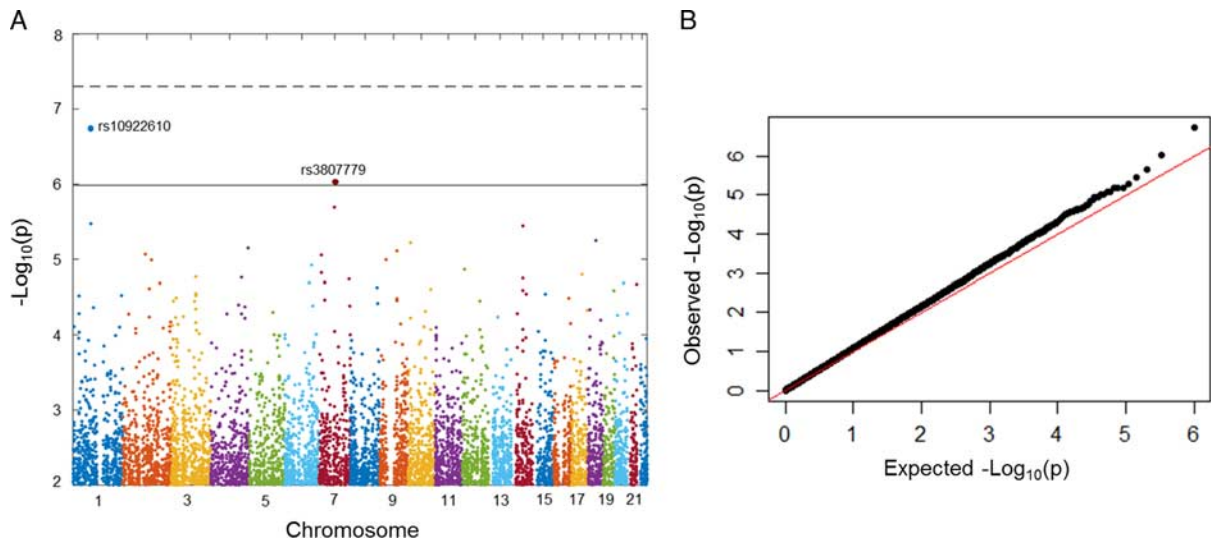 A
8
7
6
5
4
3
2
-Log10(p)
rs10922610
rs3807779
1 3 5 7 9 11 13 15 17 19 21
Chromosome
B
6
5
4
3
2
1
0
Observed -Log10(p)
0 1 2 3 4 5 6
Expected -Log10(p)